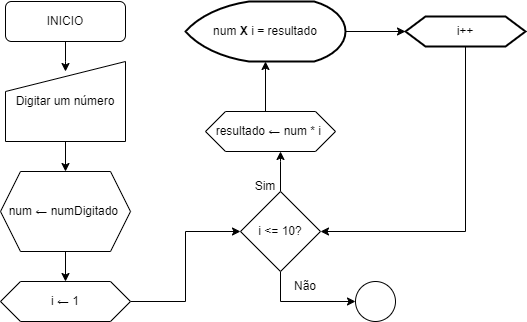 INICIO
Digitar um número
num ← numDigitado
i ← 1
i <= 10?
Sim
resultado ← num * i
num X i = resultado
i++
Não